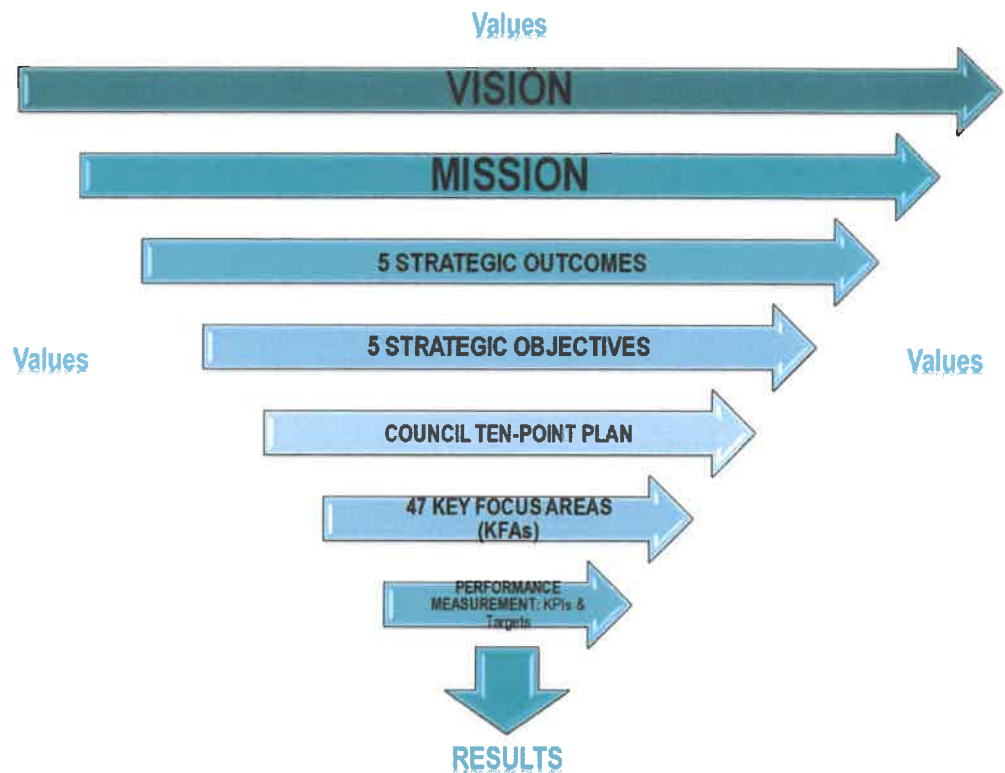 Values
VISION
MISSION
5 STRATEGIC OUTCOMES
5 STRATEGIC OBJECTIVES
Values
Values
COUNCIL TEN-POINT PLAN
47 KEY FOCUS AREAS
(KFAs)
PERFORMANCE
MEASUREMENT: KPIs &
Targets
RESULTS